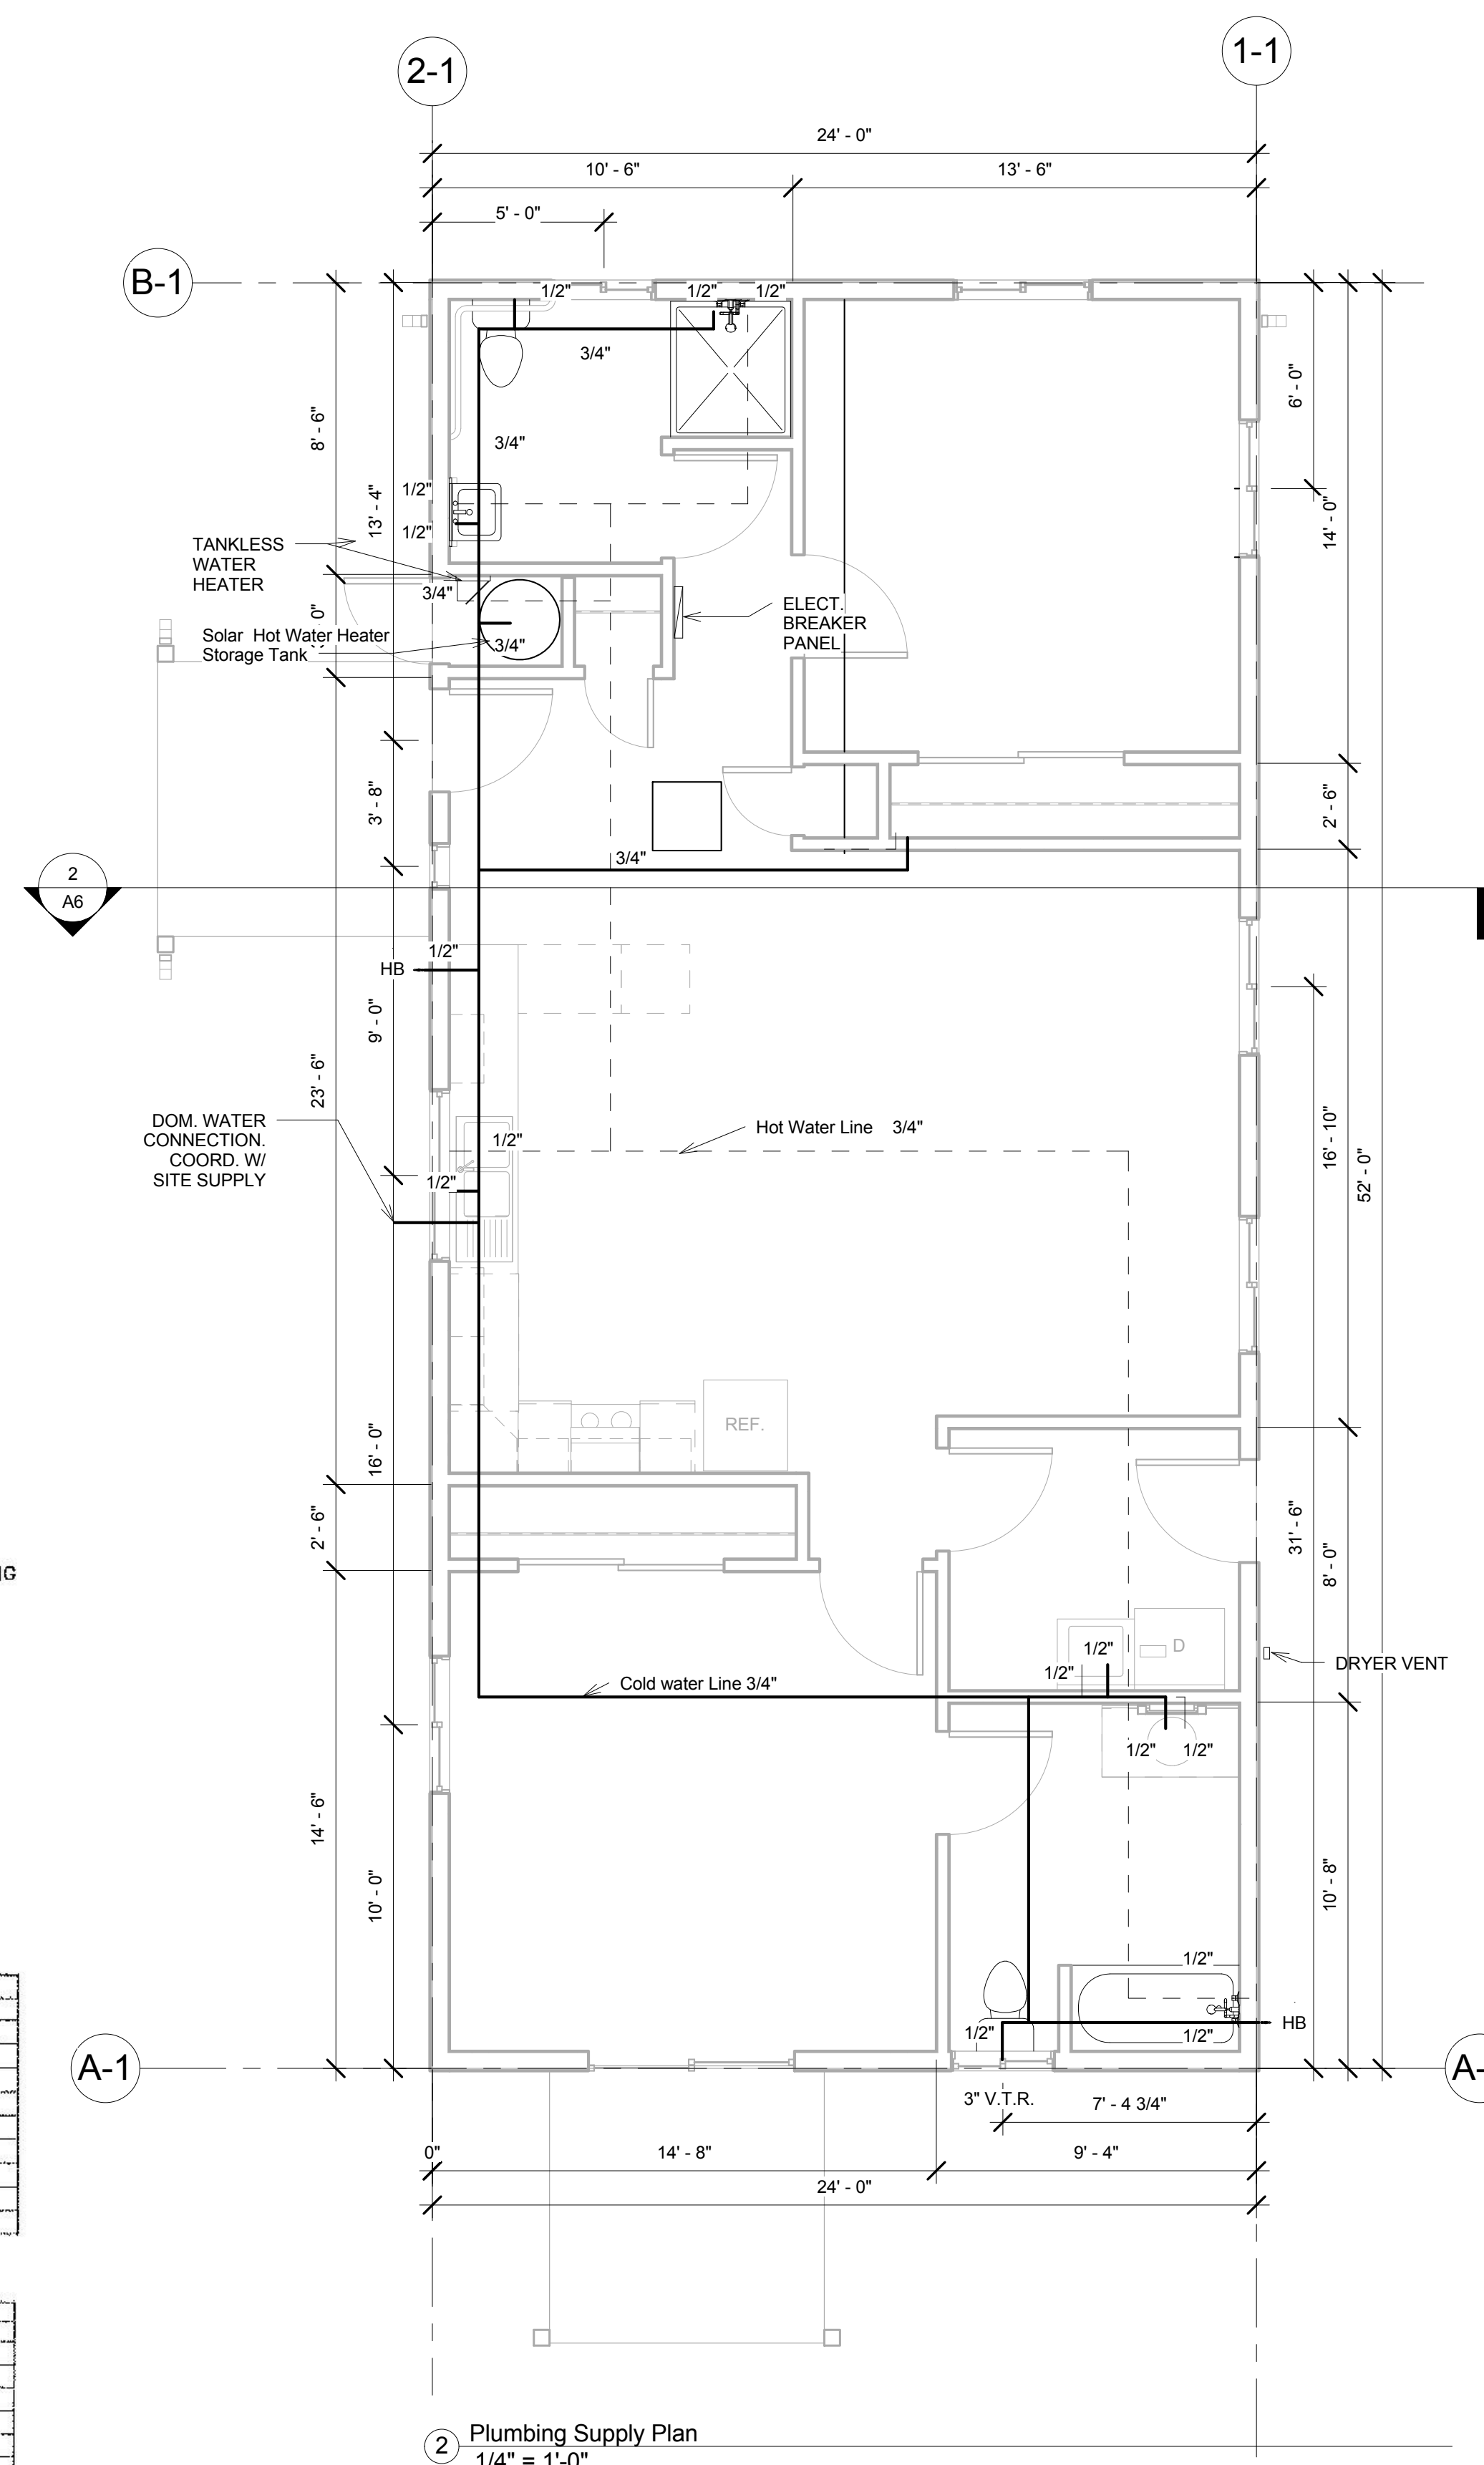 2-1
1-1
24' - 0"
10' - 6"
13' - 6"
5' - 0"
B-1
1/2"
1/2"
1/2"
3/4"
6' - 0"
8' - 6"
3/4"
13' - 4"
1/2"
14' - 0"
1/2"
TANKLESS
WATER
HEATER
3/4"
ELECT.
BREAKER
PANEL
Solar Hot Water Heater
Storage Tank
3/4"
3' - 8"
2' - 6"
3/4"
2
A6
1/2"
HB
9' - 0"
23' - 6"
DOM. WATER
CONNECTION.
COORD. W/
SITE SUPPLY
1/2"
Hot Water Line 3/4"
16' - 10"
52' - 0"
1/2"
REF.
16' - 0"
2' - 6"
31' - 6"
8' - 0"
1/2"
D
1/2"
DRYER VENT
Cold water Line 3/4"
1/2"
1/2"
14' - 6"
10' - 0"
10' - 8"
1/2"
1/2"
1/2"
HB
A-1
3" V.T.R.
7' - 4 3/4"
0"
14' - 8"
9' - 4"
24' - 0"
2
Plumbing Supply Plan
1/4" = 1'-0"